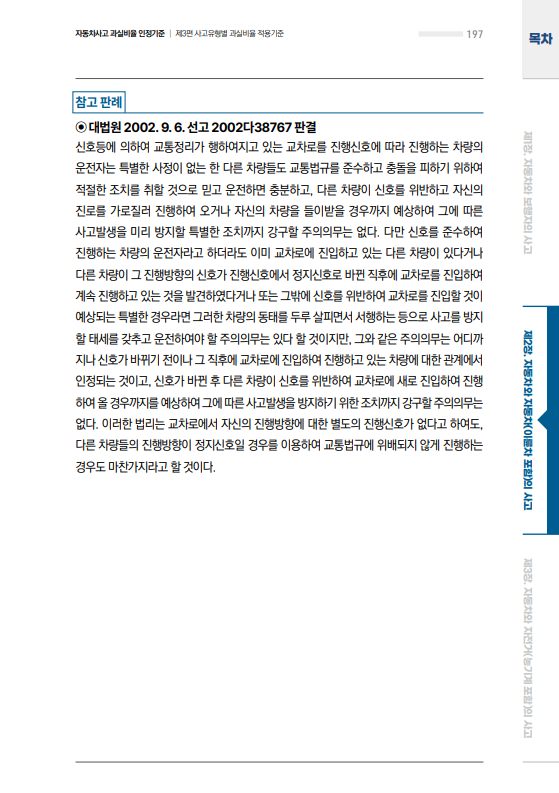 자동차사고 과실비율 인정기준 | 제3편 사고유형별 과실비율 적용기준
197
목차
참고 판례
◉ 대법원 2002. 9. 6. 선고 2002다38767 판결
신호등에 의하여 교통정리가 행하여지고 있는 교차로를 진행신호에 따라 진행하는 차량의
운전자는 특별한 사정이 없는 한 다른 차량들도 교통법규를 준수하고 충돌을 피하기 위하여
적절한 조치를 취할 것으로 믿고 운전하면 충분하고, 다른 차량이 신호를 위반하고 자신의
진로를 가로질러 진행하여 오거나 자신의 차량을 들이받을 경우까지 예상하여 그에 따른
사고발생을 미리 방지할 특별한 조치까지 강구할 주의의무는 없다. 다만 신호를 준수하여
진행하는 차량의 운전자라고 하더라도 이미 교차로에 진입하고 있는 다른 차량이 있다거나
다른 차량이 그 진행방향의 신호가 진행신호에서 정지신호로 바뀐 직후에 교차로를 진입하여
계속 진행하고 있는 것을 발견하였다거나 또는 그밖에 신호를 위반하여 교차로를 진입할 것이
예상되는 특별한 경우라면 그러한 차량의 동태를 두루 살피면서 서행하는 등으로 사고를 방지
할 태세를 갖추고 운전하여야 할 주의의무는 있다 할 것이지만, 그와 같은 주의의무는 어디까
지나 신호가 바뀌기 전이나 그 직후에 교차로에 진입하여 진행하고 있는 차량에 대한 관계에서
인정되는 것이고, 신호가 바뀐 후 다른 차량이 신호를 위반하여 교차로에 새로 진입하여 진행
하여 올 경우까지를 예상하여 그에 따른 사고발생을 방지하기 위한 조치까지 강구할 주의의무는
없다. 이러한 법리는 교차로에서 자신의 진행방향에 대한 별도의 진행신호가 없다고 하여도,
다른 차량들의 진행방향이 정지신호일 경우를 이용하여 교통법규에 위배되지 않게 진행하는
경우도 마찬가지라고 할 것이다.
제1장. 자동차와 보행자의 사고
제2장. 자동차와 자동차(이륜차 포함)의 사고
제3장. 자동차와 자전거(농기계 포함)의 사고